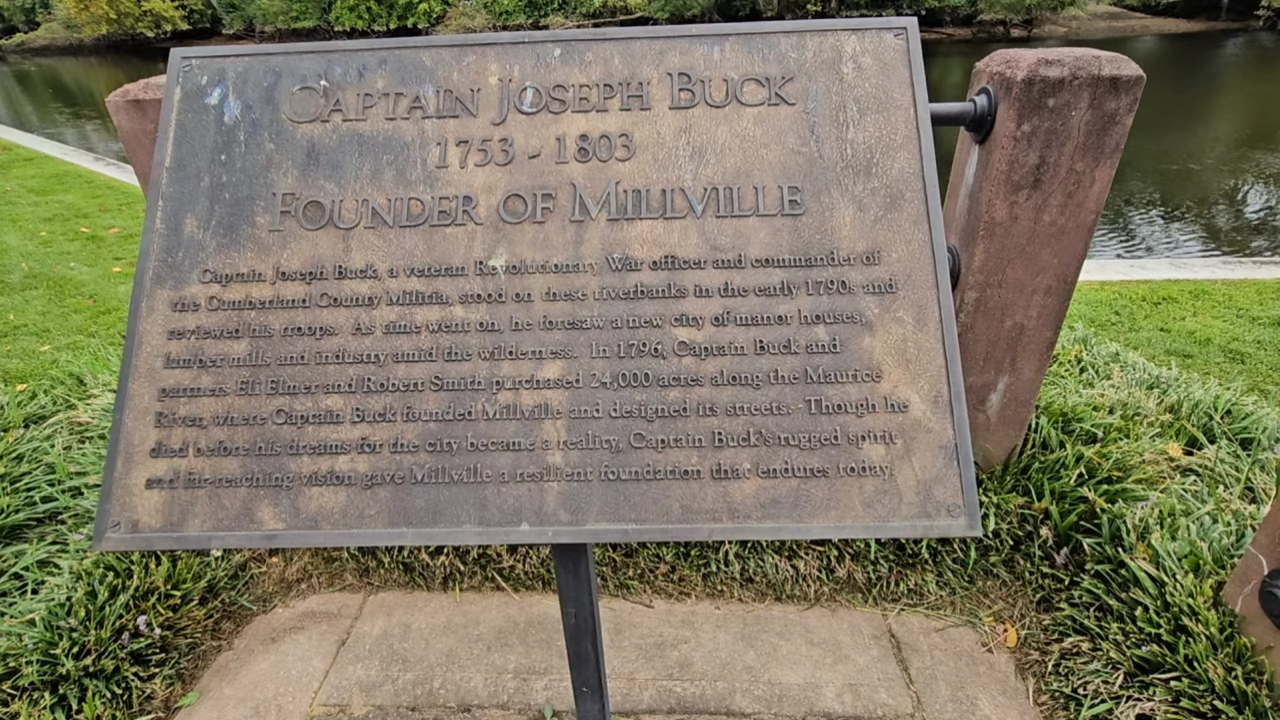 CAPTAIN JOSEPH BUCK
1753 - 1803
FOUNDER OF MILLVILLE
Captain Joseph Buck, a veteran Revolutionary War officer and commander of
the Cumberland County Militia, stood on these riverbanks in the early 1790s and
reviewed his troops. As time went on, he foresaw a new city of manor houses,
lumber mills and industry amid the wilderness. In 1796, Captain Buck and
partners Eli Elmer and Robert Smith purchased 24,000 acres along the Maurice
River, where Captain Buck founded Millville and designed its streets. Though he
died before his dreams for the city became a reality, Captain Buck's rugged spirit
and far-reaching vision gave Millville a resilient foundation that endures today.